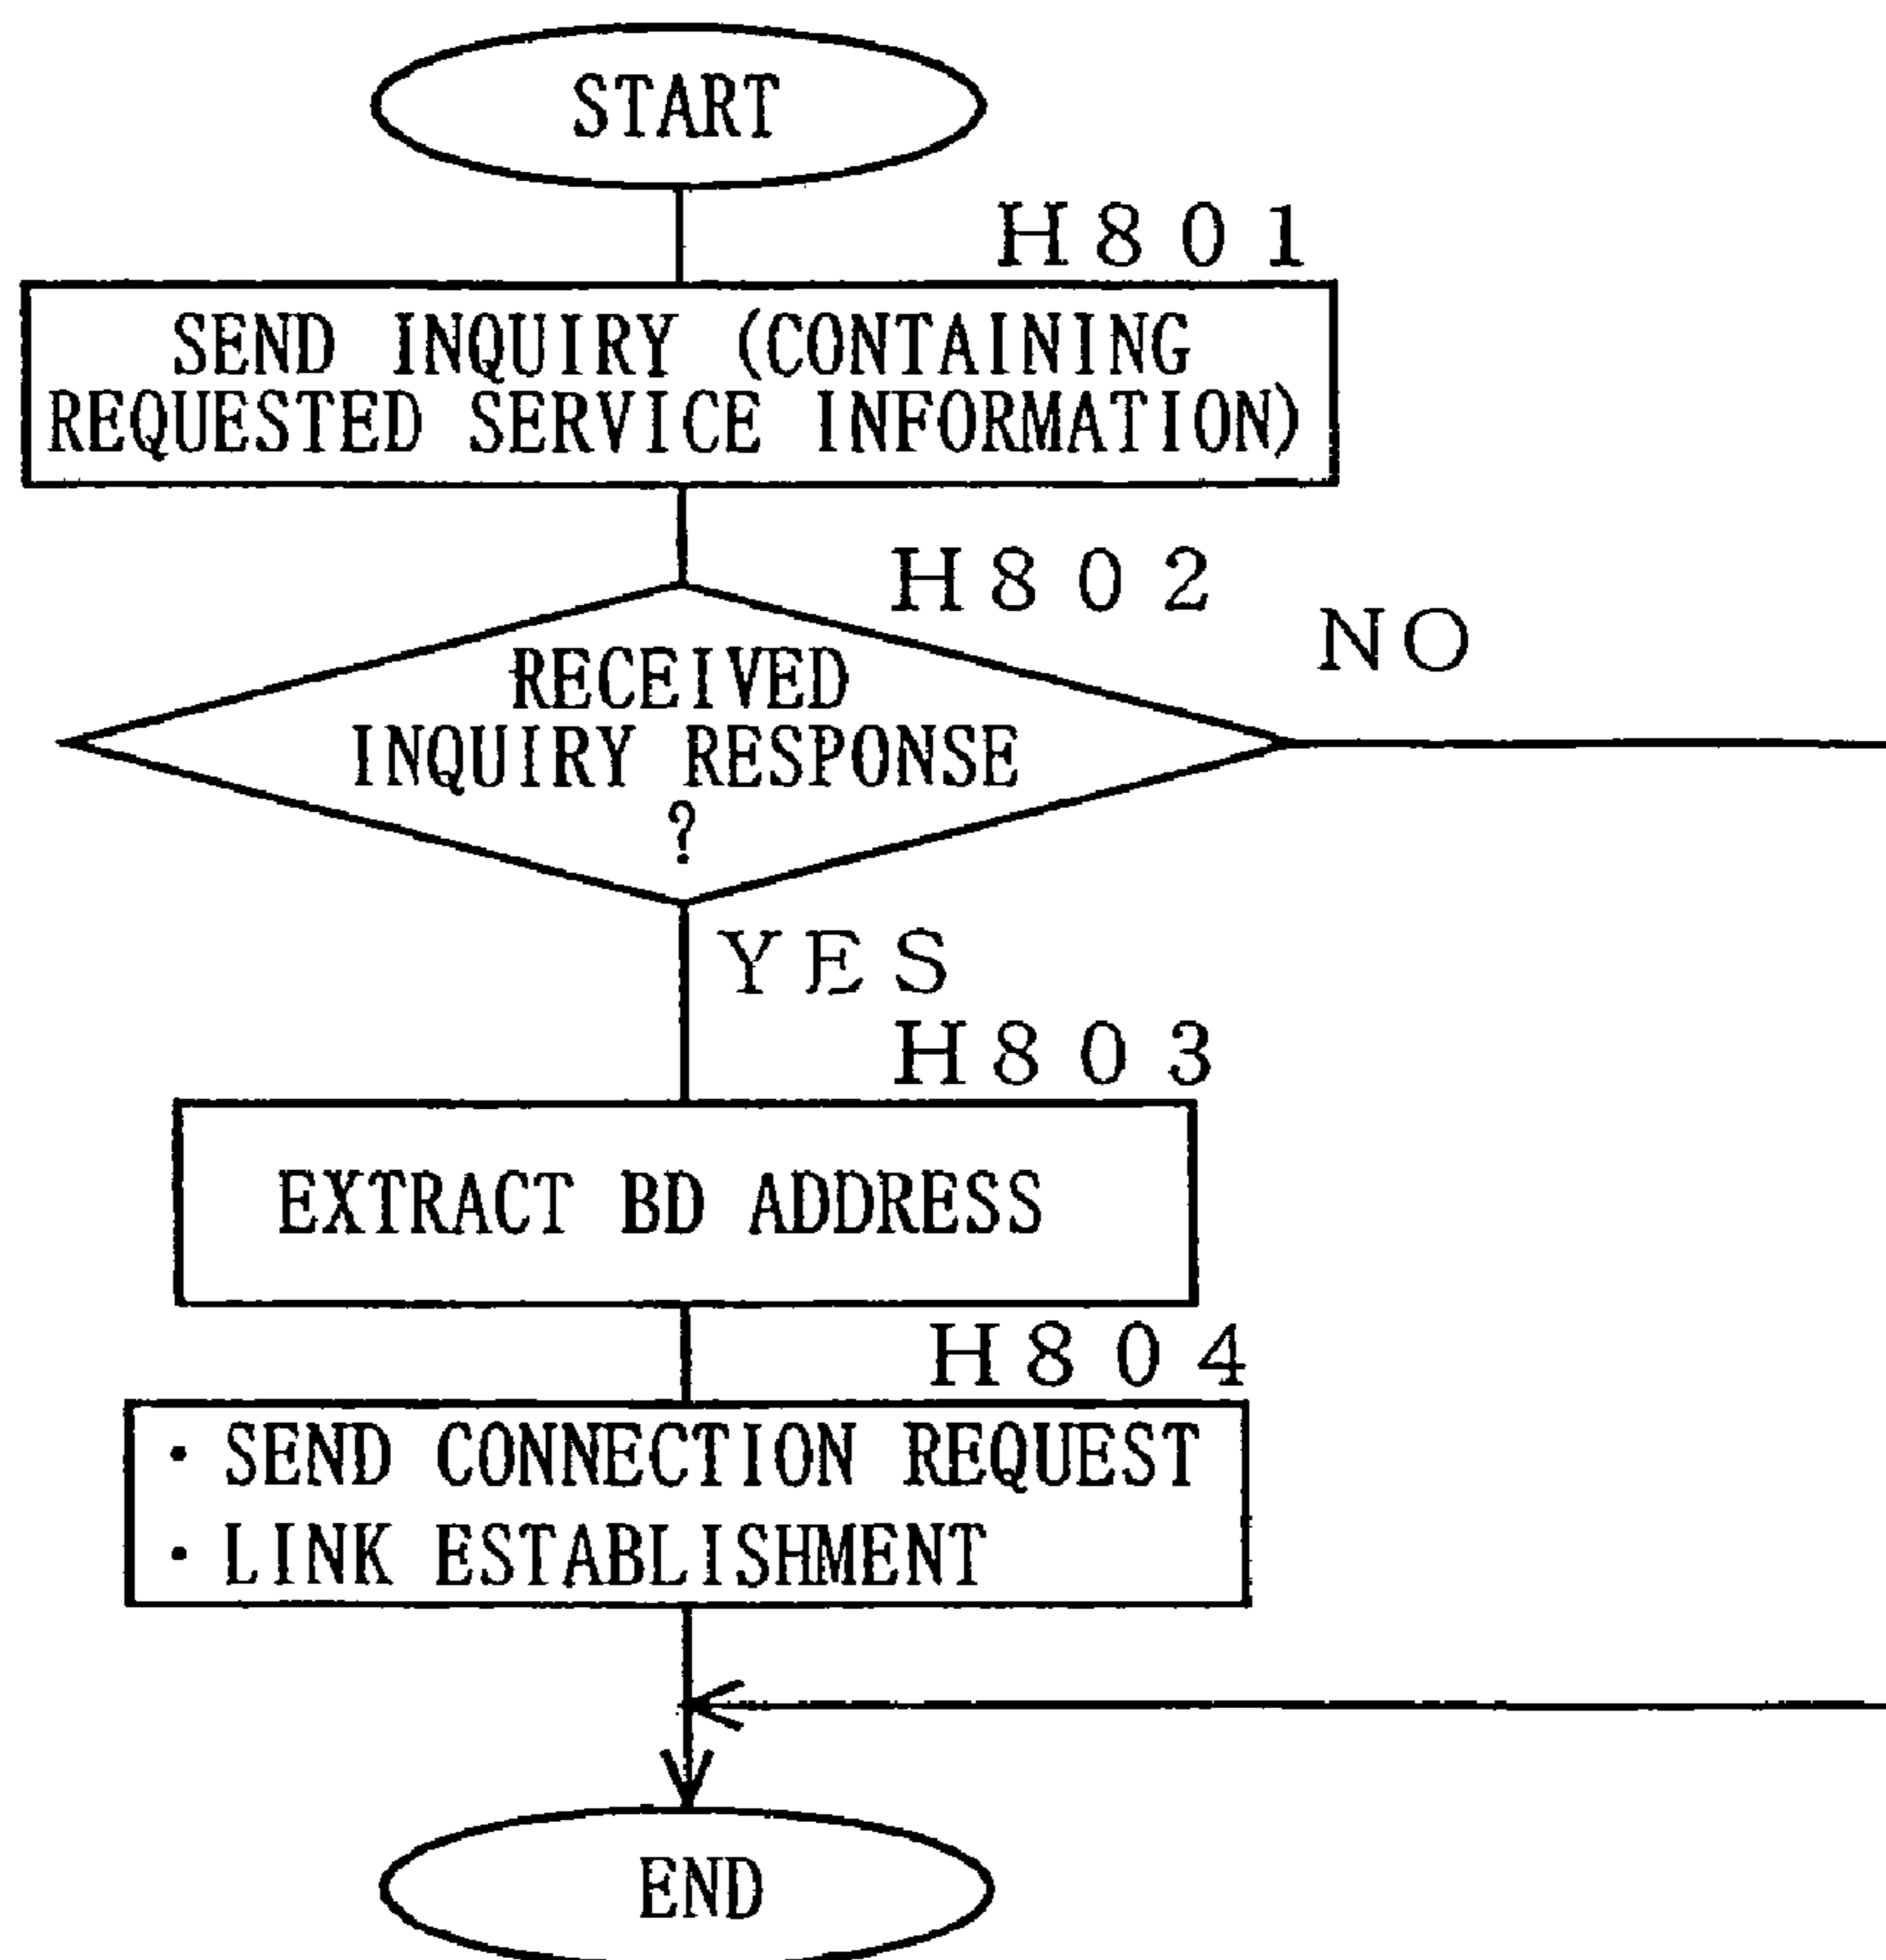 START
H801
SEND INQUIRY (CONTAINING
REQUESTED SERVICE INFORMATION)
H802
NO
RECEIVED
INQUIRY RESPONSE
?
YES
H803
EXTRACT BD ADDRESS
H804
・SEND CONNECTION REQUEST
・LINK ESTABLISHMENT
END